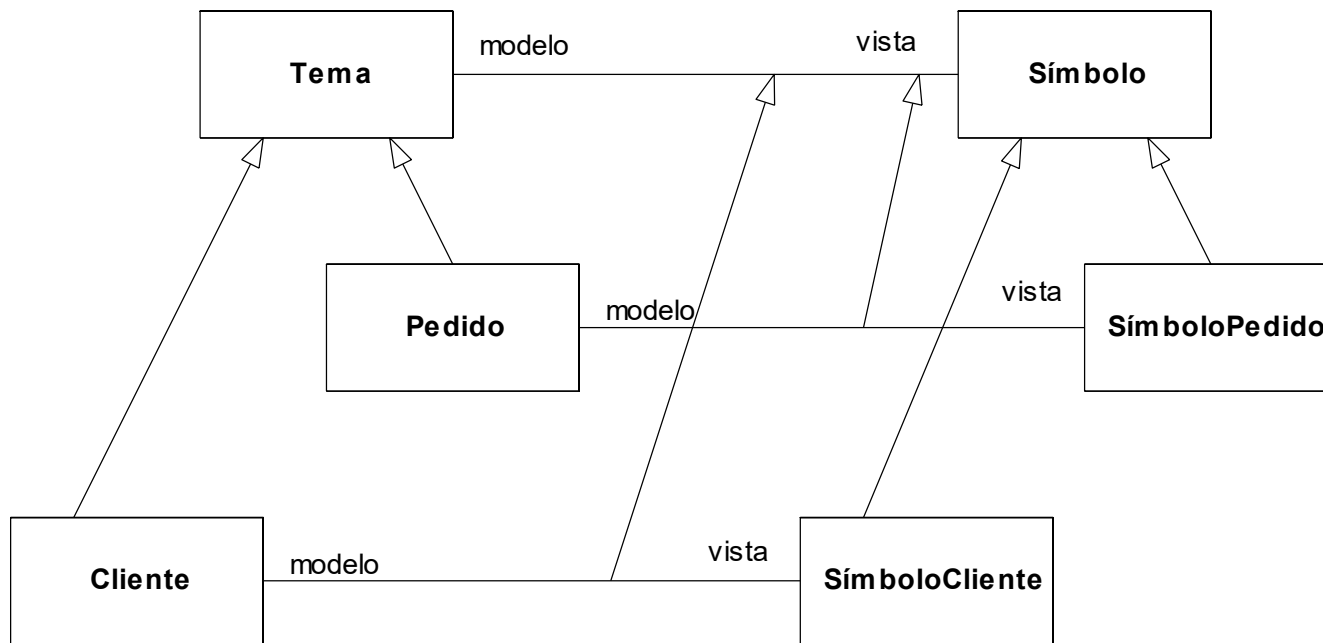 modelo
vista
Tema
Símbolo
modelo
vista
Pedido
SímboloPedido
modelo
vista
Cliente
SímboloCliente